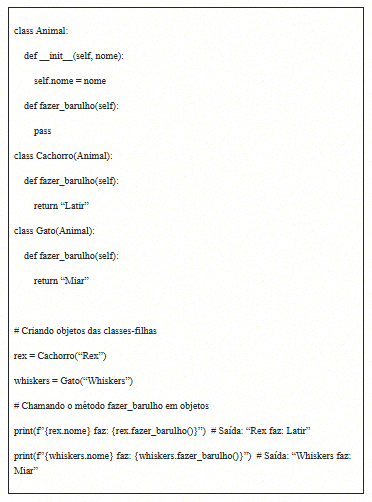 class Animal:
def __init__(self, nome):
self.nome = nome
def fazer_barulho(self):
pass
class Cachorro(Animal):
def fazer_barulho(self):
return “Latir”
class Gato(Animal):
def fazer_barulho(self):
return “Miar”
# Criando objetos das classes-filhas
rex = Cachorro(“Rex”)
whiskers = Gato(“Whiskers”)
# Chamando o método fazer_barulho em objetos
print(f”{rex.nome} faz: {rex.fazer_barulho()}”)  # Saída: “Rex faz: Latir”
print(f”{whiskers.nome} faz: {whiskers.fazer_barulho()}”)  # Saída: “Whiskers faz:
Miar”